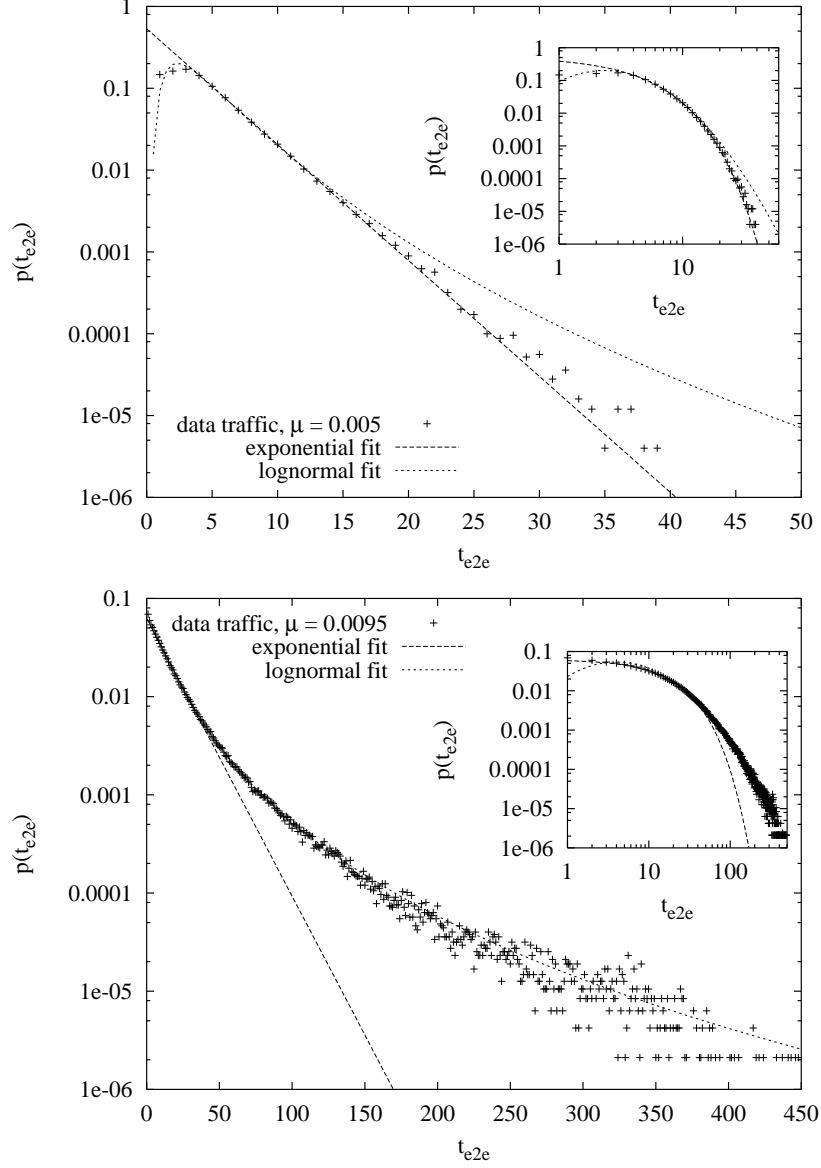 1
0.1
0.01
0.001
0.0001
1e-05
1e-06
p(t_e2e)
0 5 10 15 20 25 30 35 40 45 50
t_e2e
data traffic, μ = 0.005
exponential fit
lognormal fit
1
0.1
0.01
0.001
0.0001
1e-05
1e-06
p(t_e2e)
1 10
t_e2e
0.1
0.01
0.001
0.0001
1e-05
1e-06
p(t_e2e)
0 50 100 150 200 250 300 350 400 450
t_e2e
data traffic, μ = 0.0095
exponential fit
lognormal fit
0.1
0.01
0.001
0.0001
1e-05
1e-06
p(t_e2e)
1 10 100
t_e2e